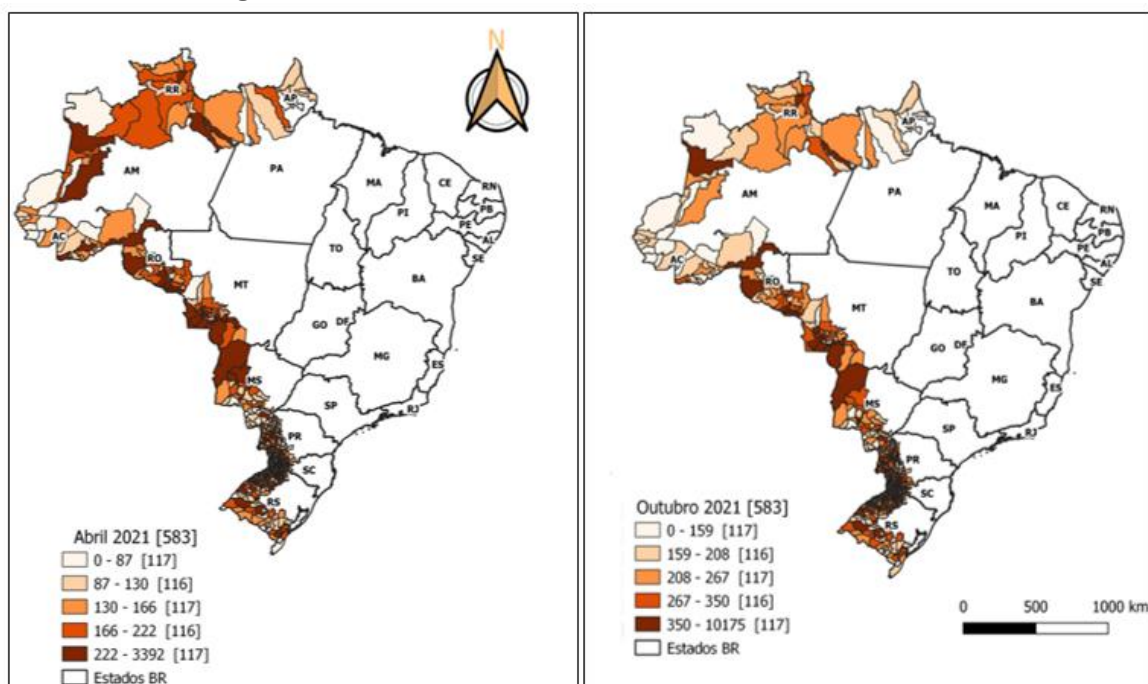 N
RR
AP
AM
PA
MA
CE
RN
PB
PE
AL
SE
PI
AC
RO
TO
BA
MT
GO
DF
MG
ES
MS
SP
RJ
PR
SC
RS
Abril 2021 [583]
0 - 87 [117]
87 - 130 [116]
130 - 166 [117]
166 - 222 [116]
222 - 3392 [117]
Estados BR
RR
AP
AM
PA
MA
CE
RN
PB
PE
AL
SE
PI
AC
RO
TO
BA
MT
GO
DF
MG
ES
MS
SP
RJ
PR
SC
RS
Outubro 2021 [583]
0 - 159 [117]
159 - 208 [116]
208 - 267 [117]
267 - 350 [116]
350 - 10175 [117]
Estados BR
0 500 1000 km